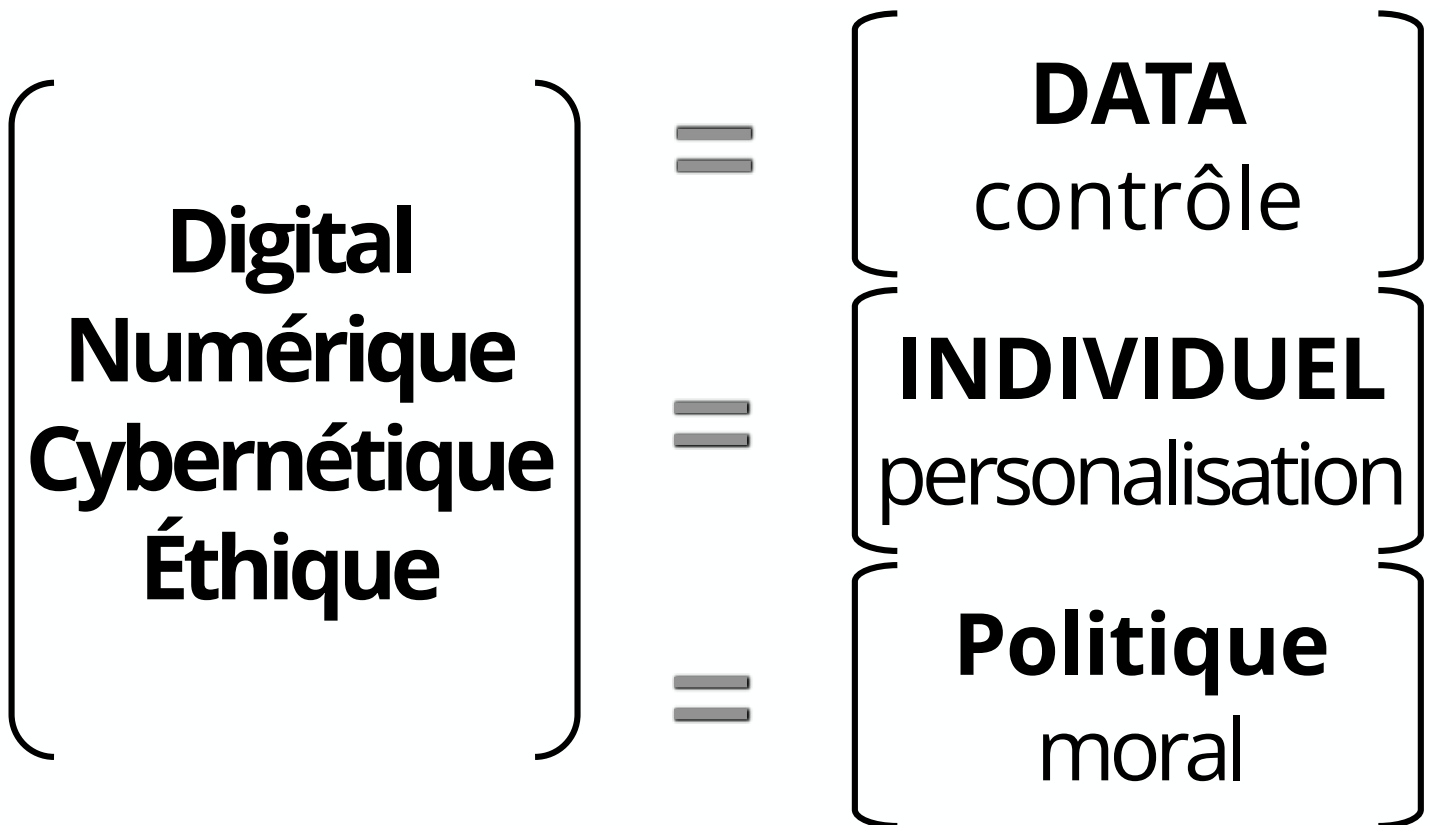 Digital
Numérique
Cybernétique
Éthique
=
DATA
contrôle
=
INDIVIDUEL
personalisation
=
Politique
moral